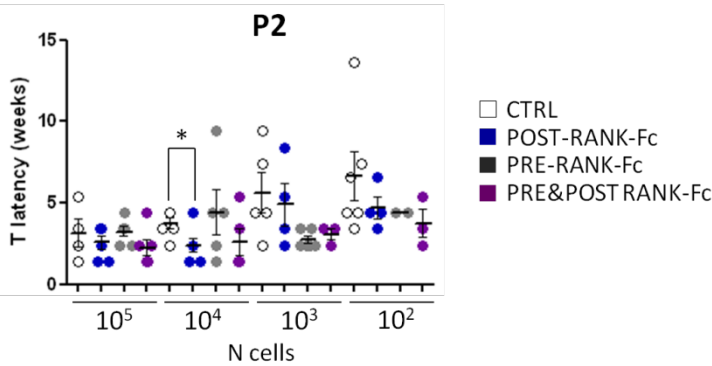 P2
T latency (weeks)
15
10
5
0
*
10⁵ 10⁴ 10³ 10²
N cells
CTRL
POST-RANK-Fc
PRE-RANK-Fc
PRE&POST RANK-Fc